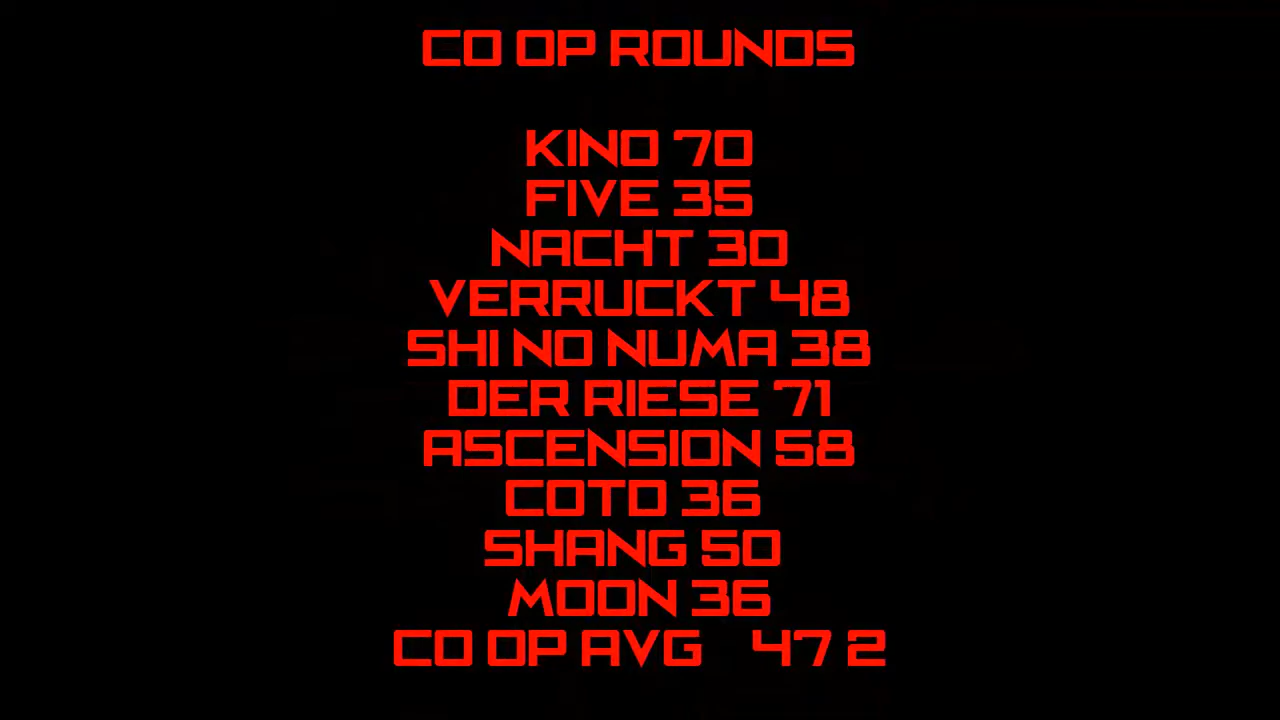 CO OP ROUNDS
KINO 70
FIVE 35
NACHT 30
VERRUCKT 48
SHI NO NUMA 38
DER RIESE 71
ASCENSION 58
COTD 36
SHANG 50
MOON 36
CO OP AVG 47 2